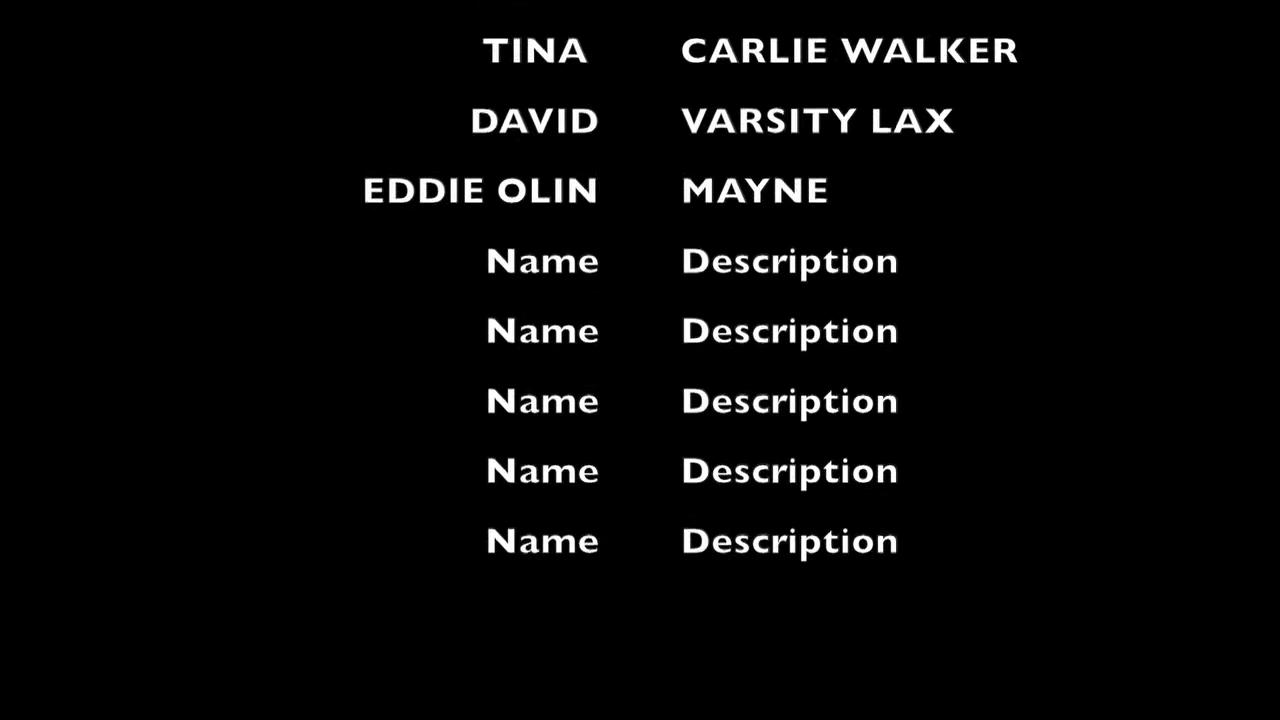 TINA CARLIE WALKER
DAVID VARSITY LAX
EDDIE OLIN MAYNE
Name Description
Name Description
Name Description
Name Description
Name Description